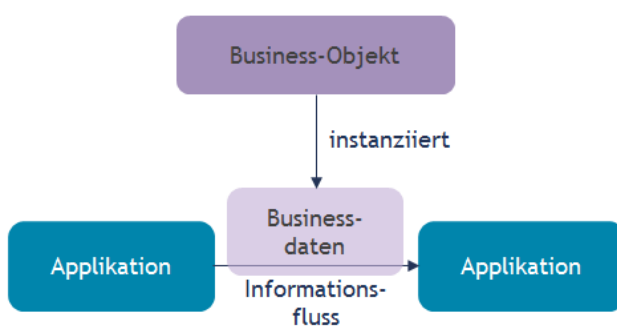 Business-Objekt
instanziiert
Business-
daten
Applikation
Applikation
Informations-
fluss